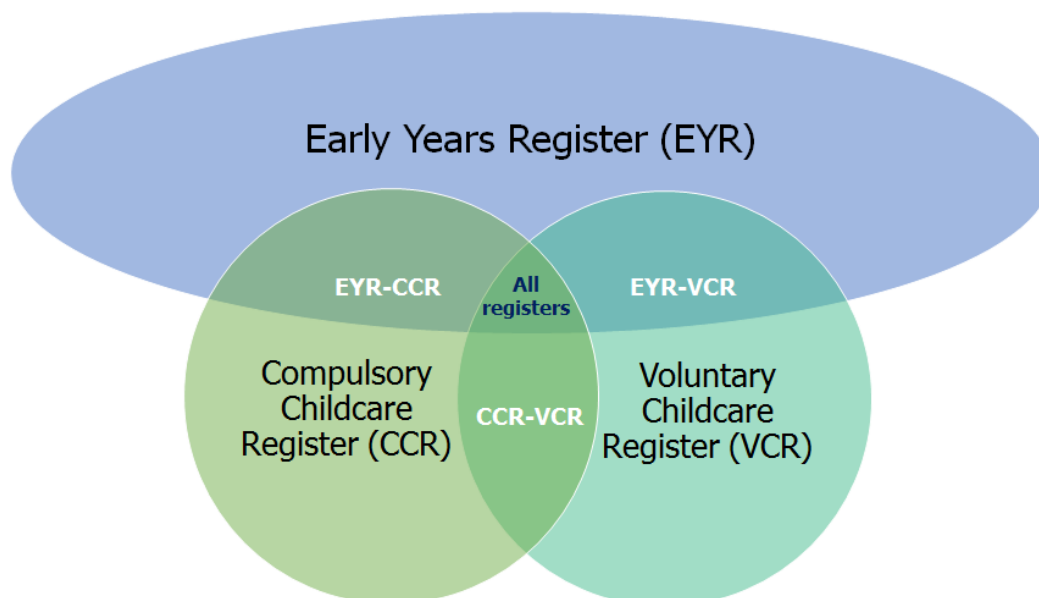 Early Years Register (EYR)
EYR-CCR
All
registers
EYR-VCR
Compulsory
Childcare
Register (CCR)
CCR-VCR
Voluntary
Childcare
Register (VCR)